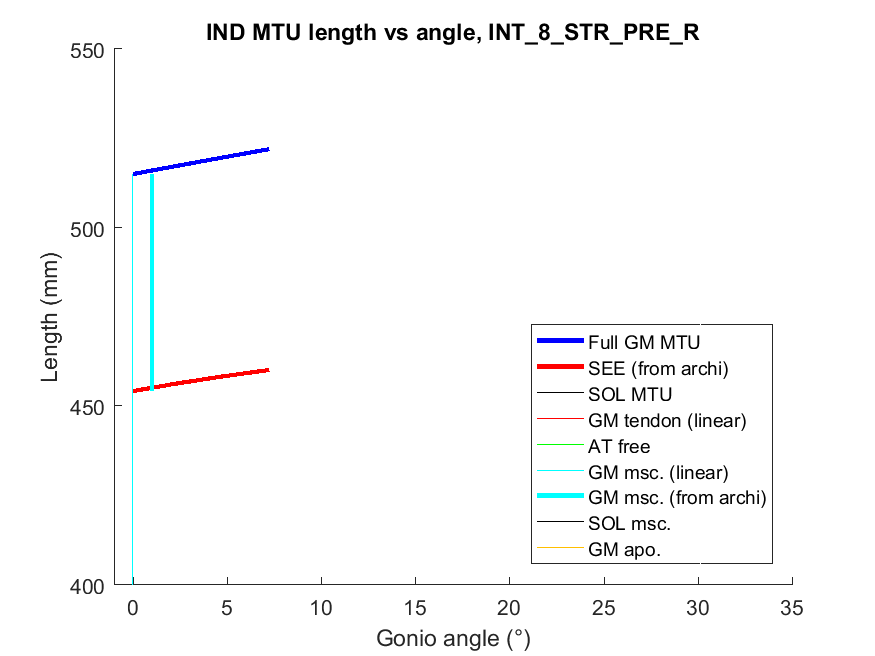 IND MTU length vs angle, INT_8_STR_PRE_R
550
500
450
400
Length (mm)
0 5 10 15 20 25 30 35
Gonio angle (°)
Full GM MTU
SEE (from archi)
SOL MTU
GM tendon (linear)
AT free
GM msc. (linear)
GM msc. (from archi)
SOL msc.
GM apo.